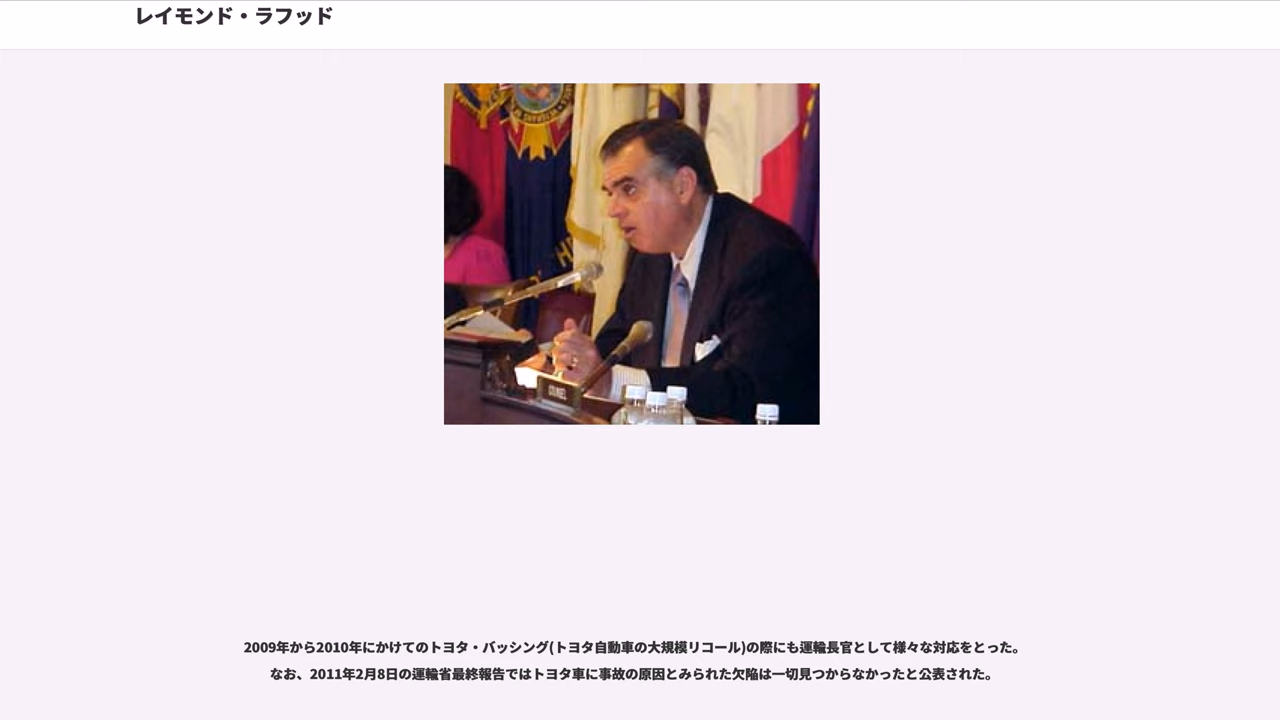 レイモンド・ラフッド
COUNSEL
2009年から2010年にかけてのトヨタ・バッシング(トヨタ自動車の大規模リコール)の際にも運輸長官として様々な対応をとった。
なお、2011年2月8日の運輸省最終報告ではトヨタ車に事故の原因とみられた欠陥は一切見つからなかったと公表された。